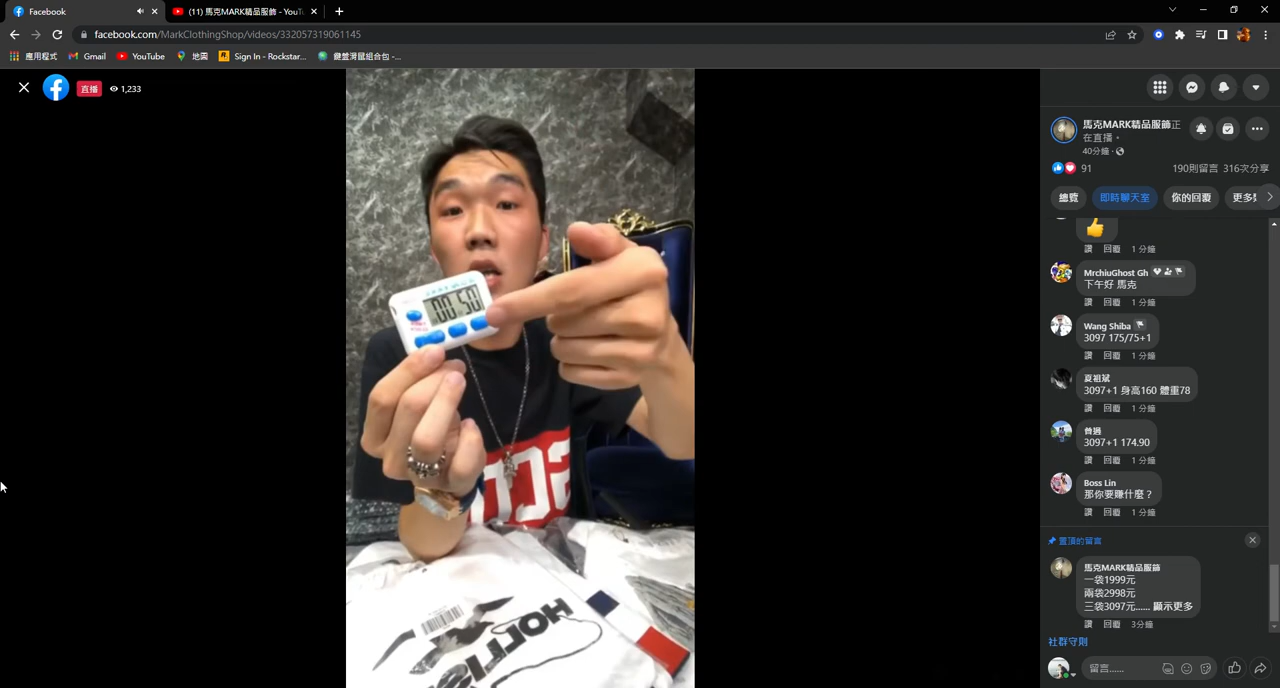 Facebook
(11) 馬克MARK精品服飾 - YouTu
facebook.com/MarkClothingShop/videos/332057319061145
應用程式
Gmail
YouTube
地圖
Sign In - Rockstar...
鍵盤滑鼠組合包 -...
直播
1,233
馬克MARK精品服飾正
在直播。
40分鐘
91
190則留言 316次分享
總覽
即時聊天室
你的回覆
更多影
讚 回覆 1 分鐘
MrchiuGhost Gh
下午好 馬克
讚 回覆 1 分鐘
Wang Shiba
3097 175/75+1
讚 回覆 1 分鐘
夏祖斌
3097+1 身高160 體重78
讚 回覆 1 分鐘
曾過
3097+1 174.90
讚 回覆 1 分鐘
Boss Lin
那你要賺什麼？
讚 回覆 1 分鐘
置頂的留言
馬克MARK精品服飾
一袋1999元
兩袋2998元
三袋3097元...... 顯示更多
讚 回覆 3分鐘
社群守則
留言......
00:50
HOLLIS